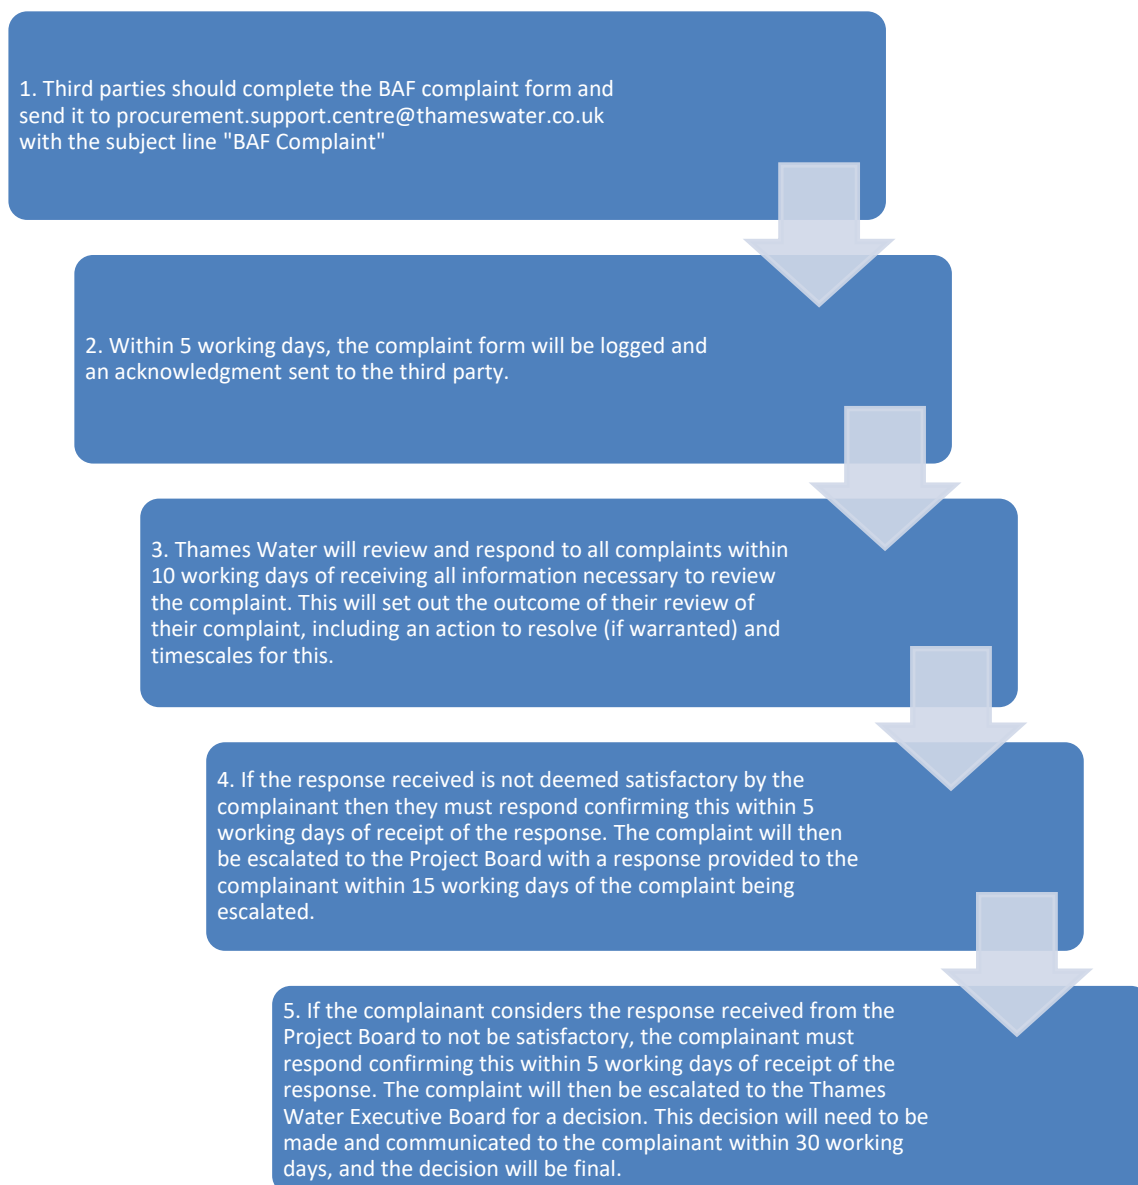 1. Third parties should complete the BAF complaint form and
send it to procurement.support.centre@thameswater.co.uk
with the subject line "BAF Complaint"
2. Within 5 working days, the complaint form will be logged and
an acknowledgment sent to the third party.
3. Thames Water will review and respond to all complaints within
10 working days of receiving all information necessary to review
the complaint. This will set out the outcome of their review of
their complaint, including an action to resolve (if warranted) and
timescales for this.
4. If the response received is not deemed satisfactory by the
complainant then they must respond confirming this within 5
working days of receipt of the response. The complaint will then
be escalated to the Project Board with a response provided to the
complainant within 15 working days of the complaint being
escalated.
5. If the complainant considers the response received from the
Project Board to not be satisfactory, the complainant must
respond confirming this within 5 working days of receipt of the
response. The complaint will then be escalated to the Thames
Water Executive Board for a decision. This decision will need to be
made and communicated to the complainant within 30 working
days, and the decision will be final.